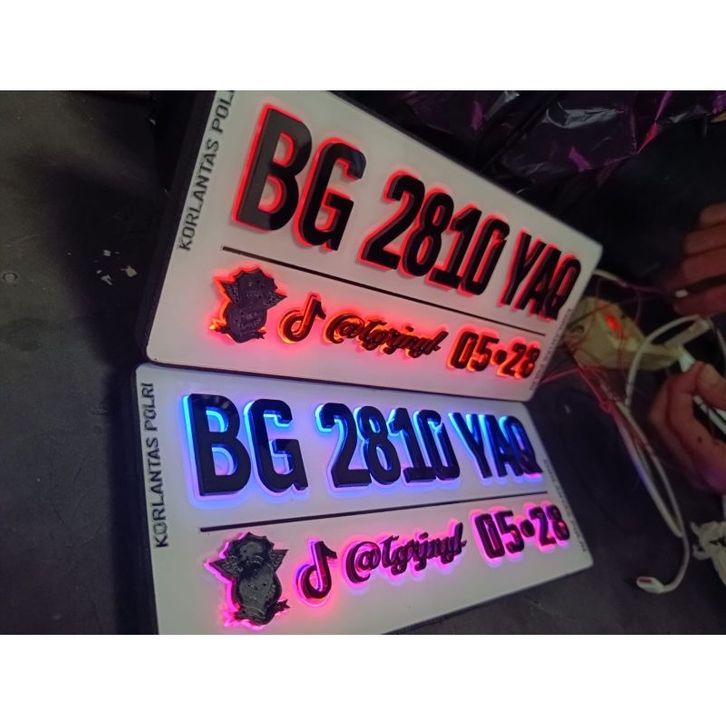 KORLANTAS POLRI
BG 2810 YAQ
05•28
KORLANTAS POLRI
BG 2810 YAQ
05•28